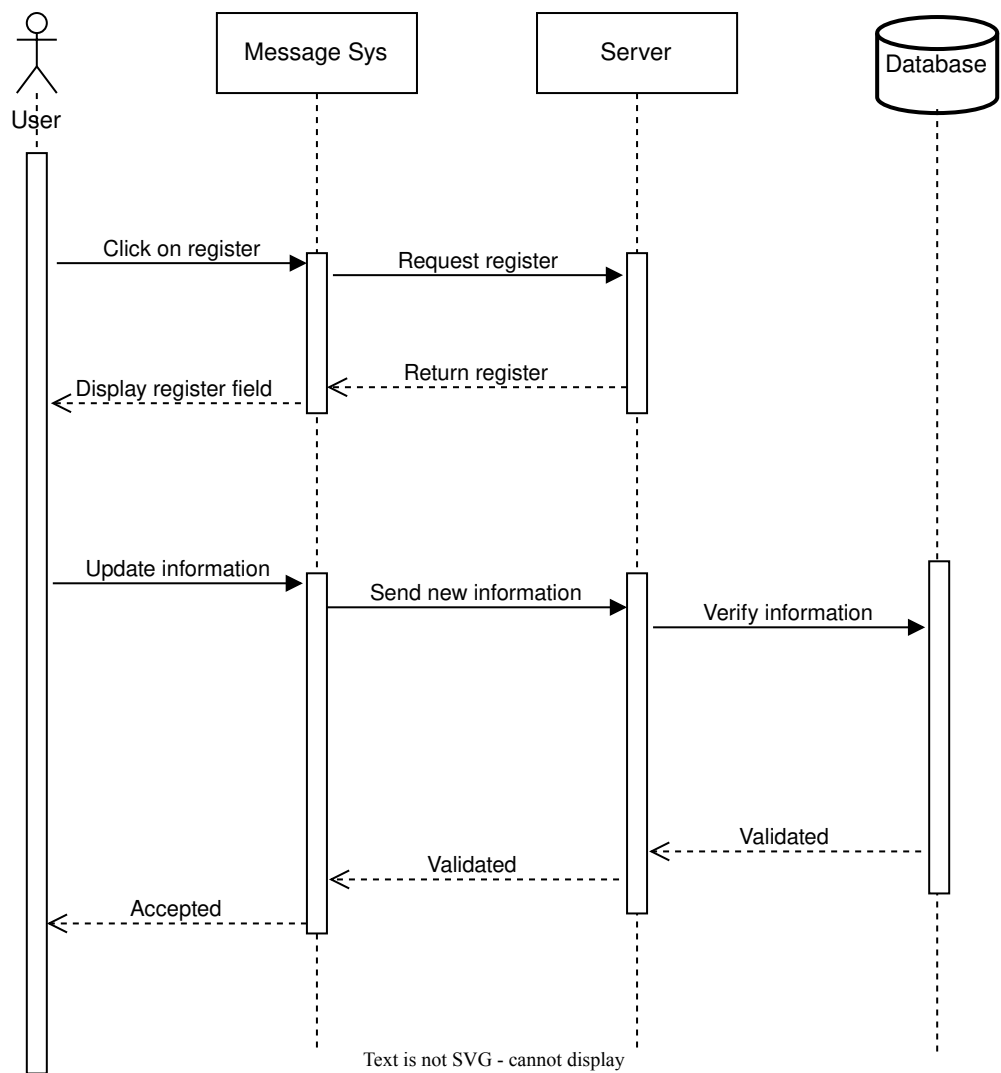 Message Sys
Server
Database
User
Click on register
Request register
Return register
Display register field
Update information
Send new information
Verify information
Validated
Validated
Accepted
Text is not SVG - cannot display